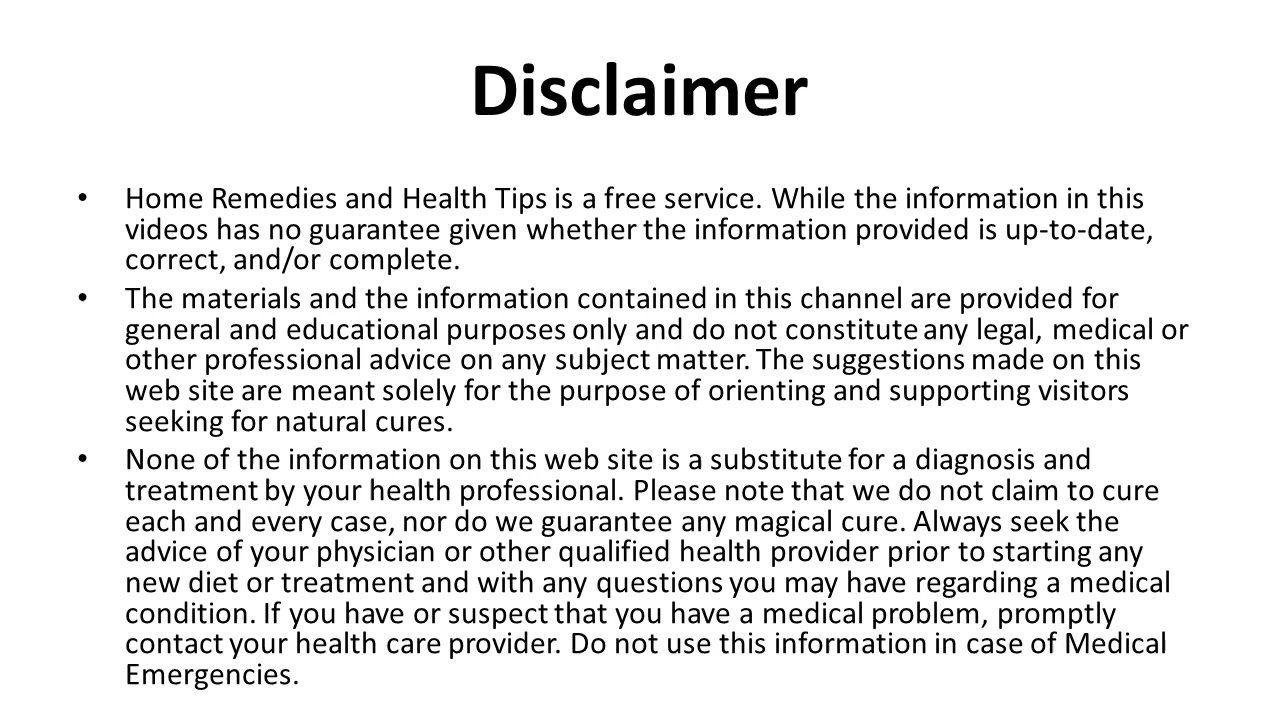 Disclaimer
• Home Remedies and Health Tips is a free service. While the information in this
videos has no guarantee given whether the information provided is up-to-date,
correct, and/or complete.
• The materials and the information contained in this channel are provided for
general and educational purposes only and do not constitute any legal, medical or
other professional advice on any subject matter. The suggestions made on this
web site are meant solely for the purpose of orienting and supporting visitors
seeking for natural cures.
• None of the information on this web site is a substitute for a diagnosis and
treatment by your health professional. Please note that we do not claim to cure
each and every case, nor do we guarantee any magical cure. Always seek the
advice of your physician or other qualified health provider prior to starting any
new diet or treatment and with any questions you may have regarding a medical
condition. If you have or suspect that you have a medical problem, promptly
contact your health care provider. Do not use this information in case of Medical
Emergencies.